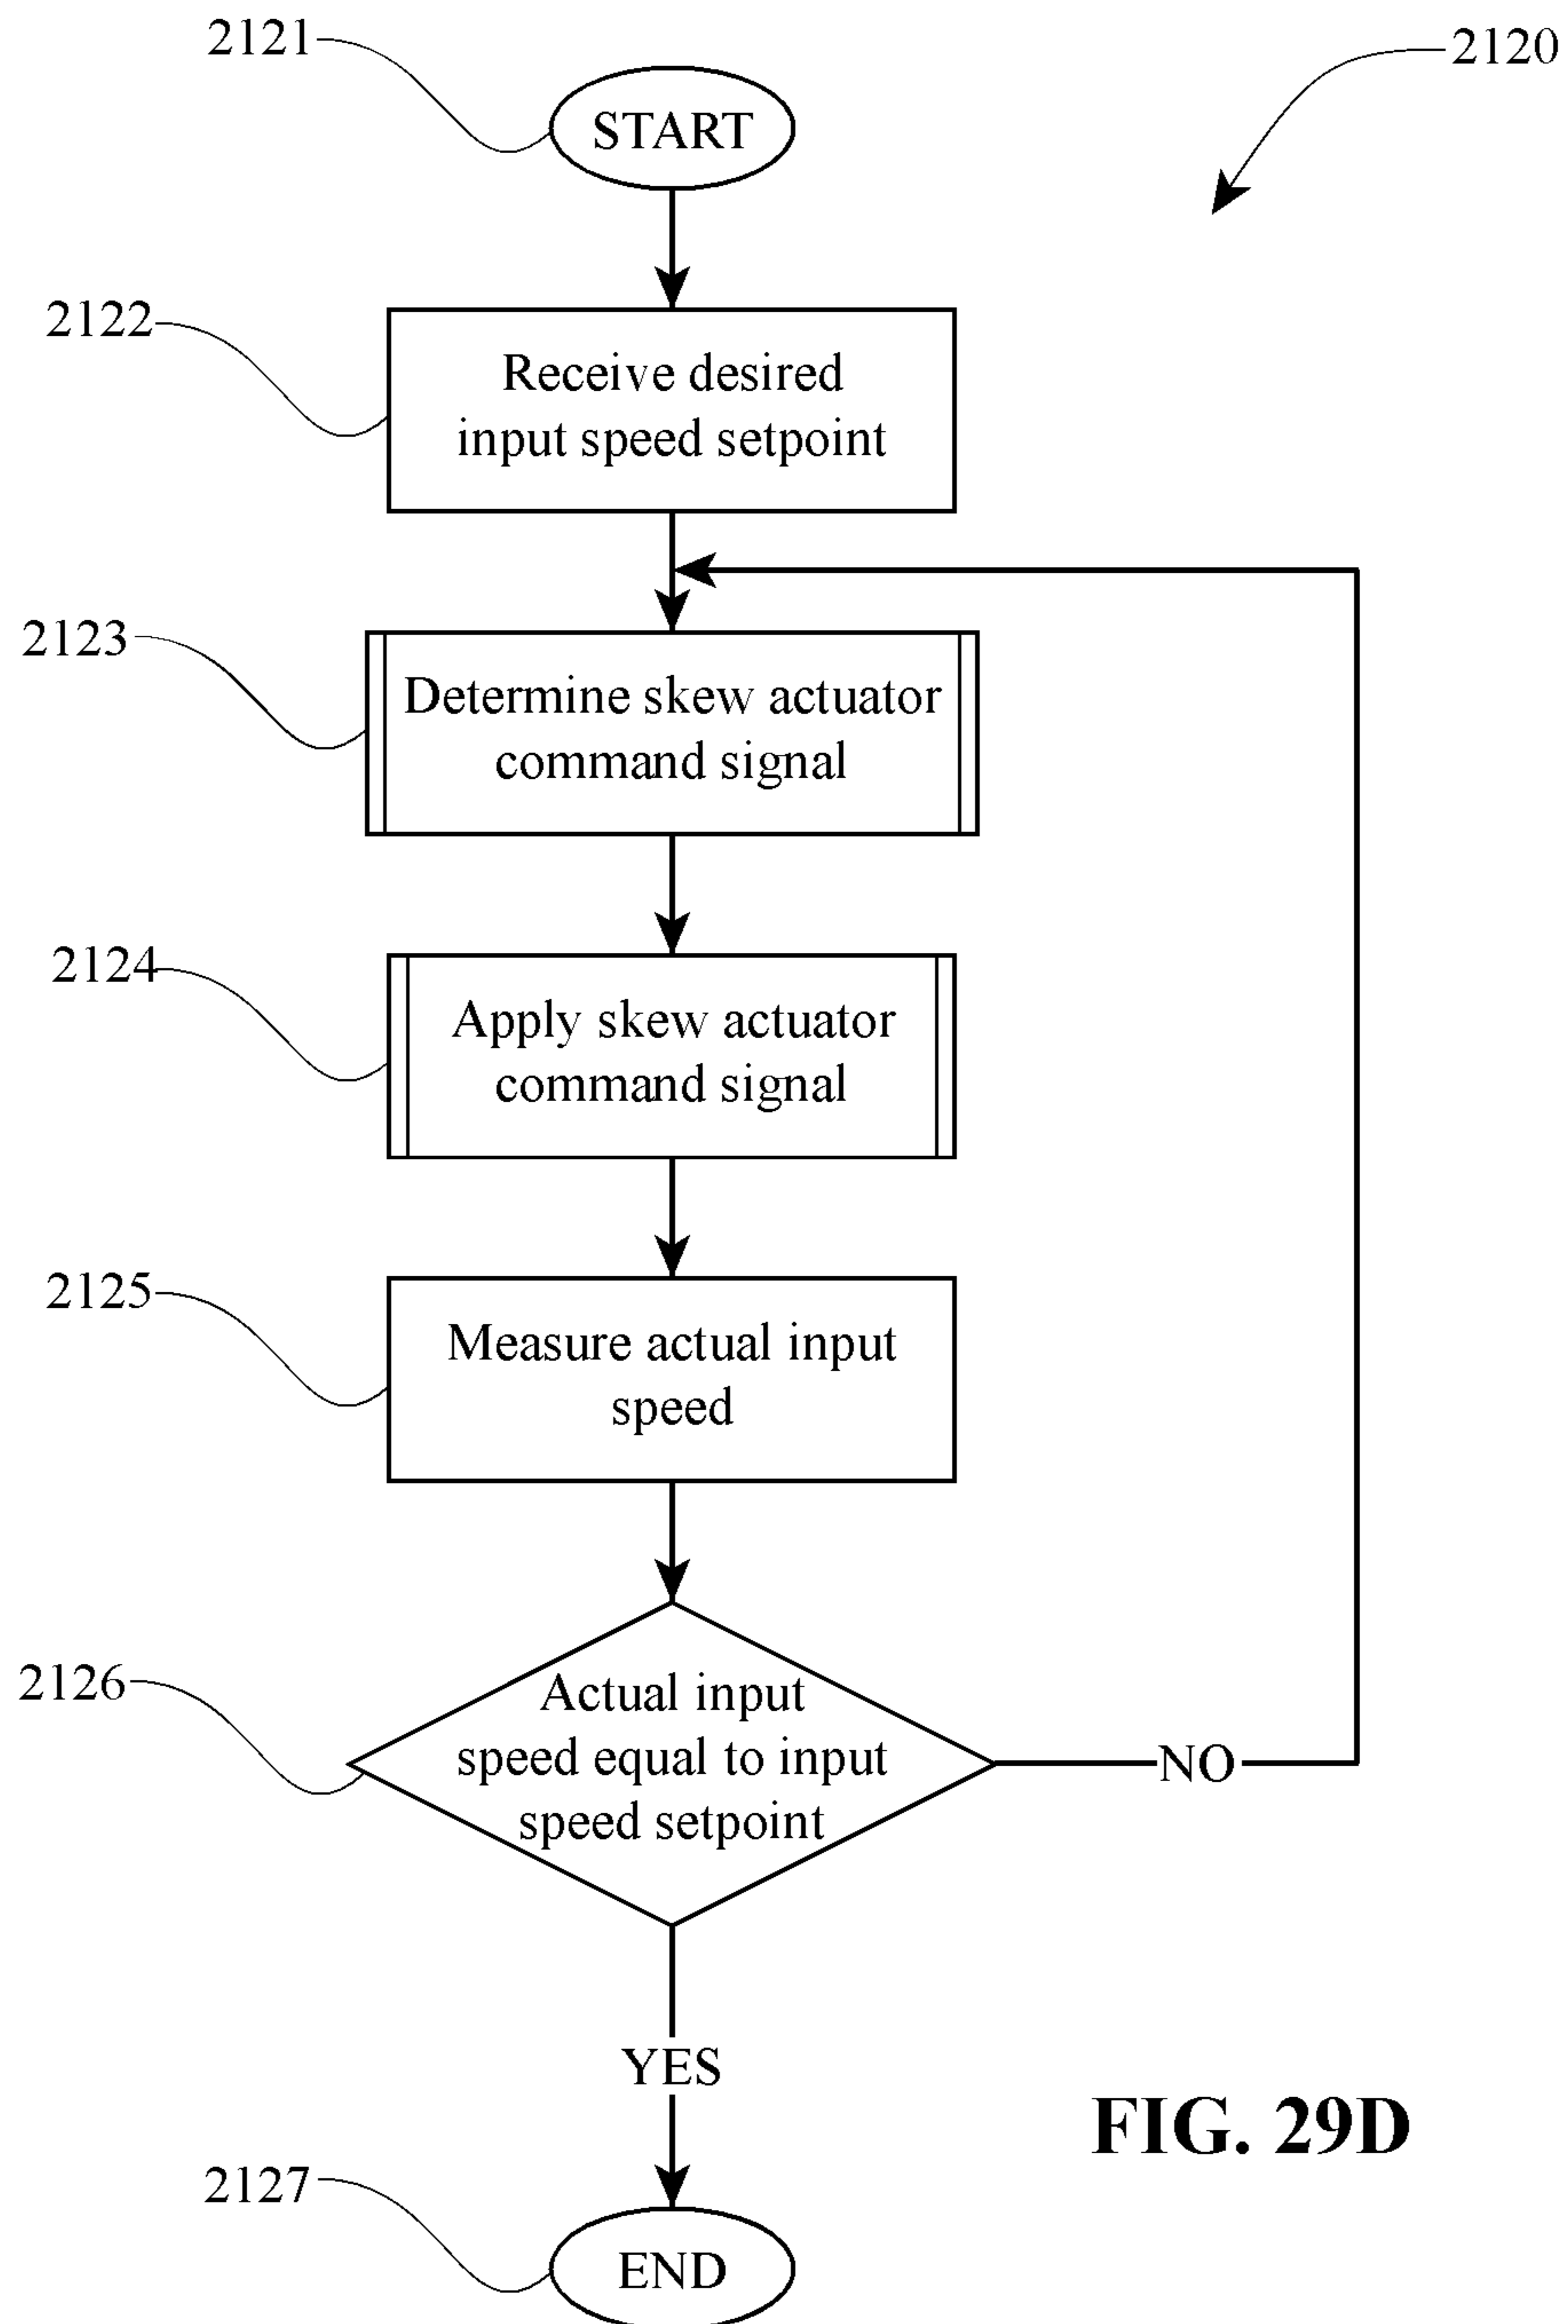 2121
2120
START
2122
Receive desired
input speed setpoint
2123
Determine skew actuator
command signal
2124
Apply skew actuator
command signal
2125
Measure actual input
speed
2126
Actual input
speed equal to input
speed setpoint
NO
YES
FIG. 29D
2127
END